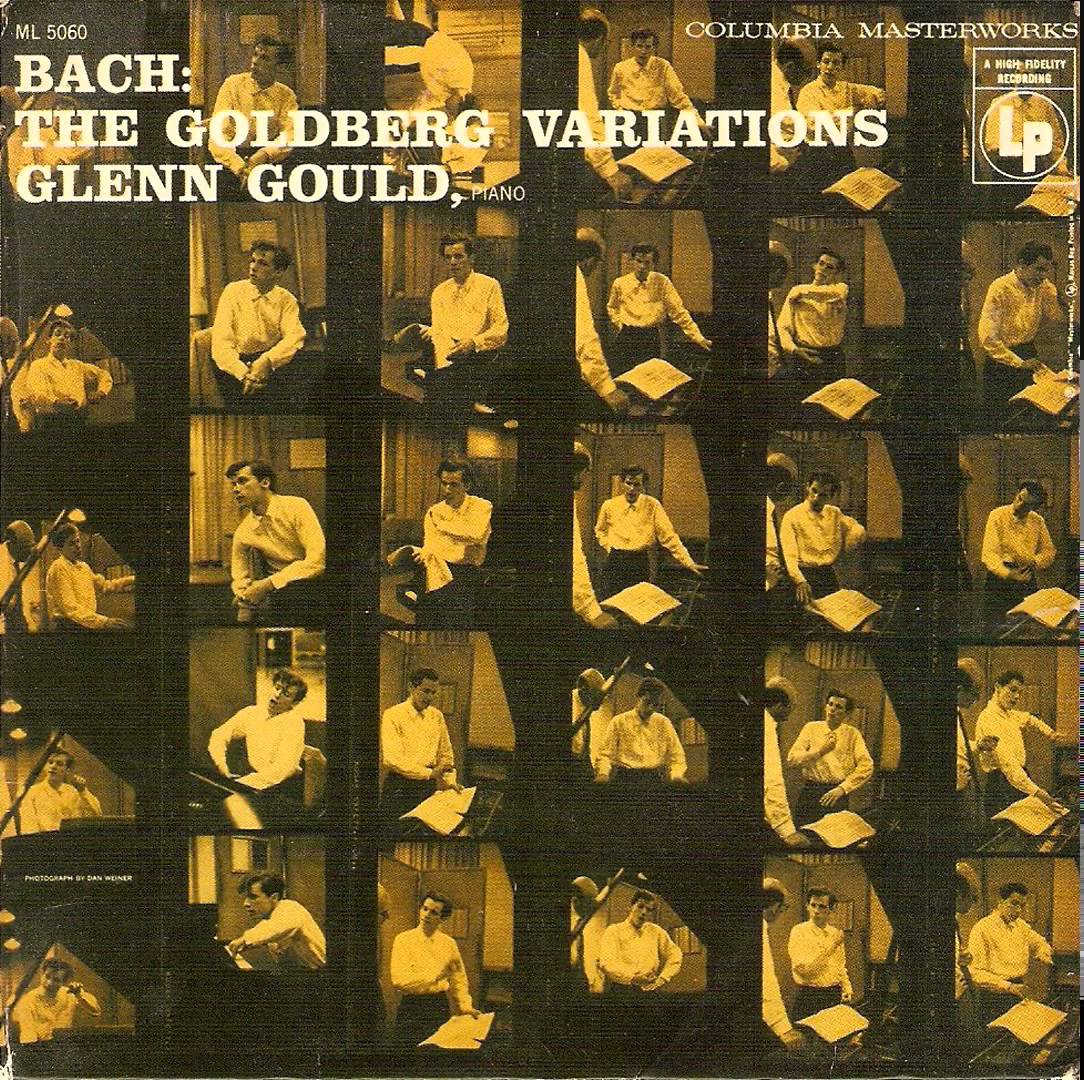 ML 5060
COLUMBIA MASTERWORKS
BACH:
THE GOLDBERG VARIATIONS
GLENN GOULD, PIANO
A HIGH FIDELITY
RECORDING
Lp
PHOTOGRAPH BY DAN WEINER